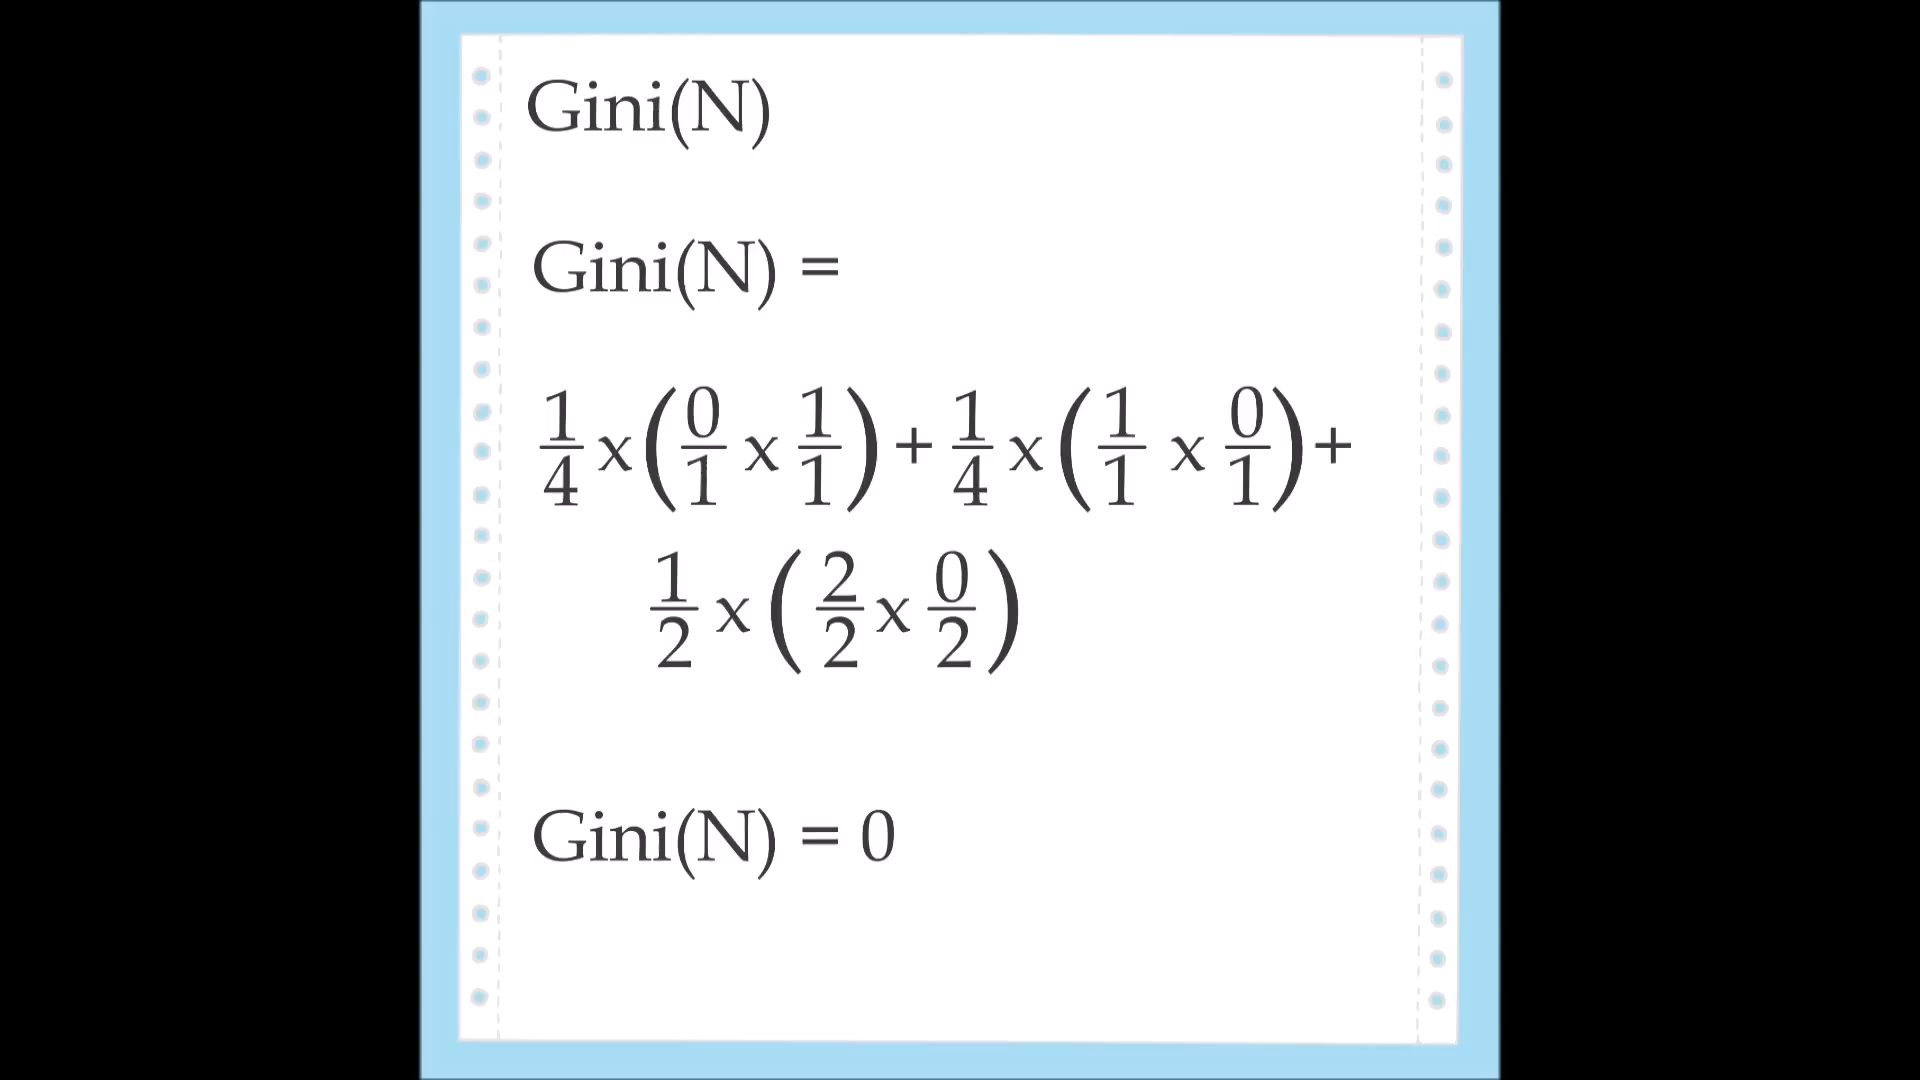 Gini(N)
Gini(N) =
1/4 x (0/1 x 1/1) + 1/4 x (1/1 x 0/1) +
1/2 x (2/2 x 0/2)
Gini(N) = 0